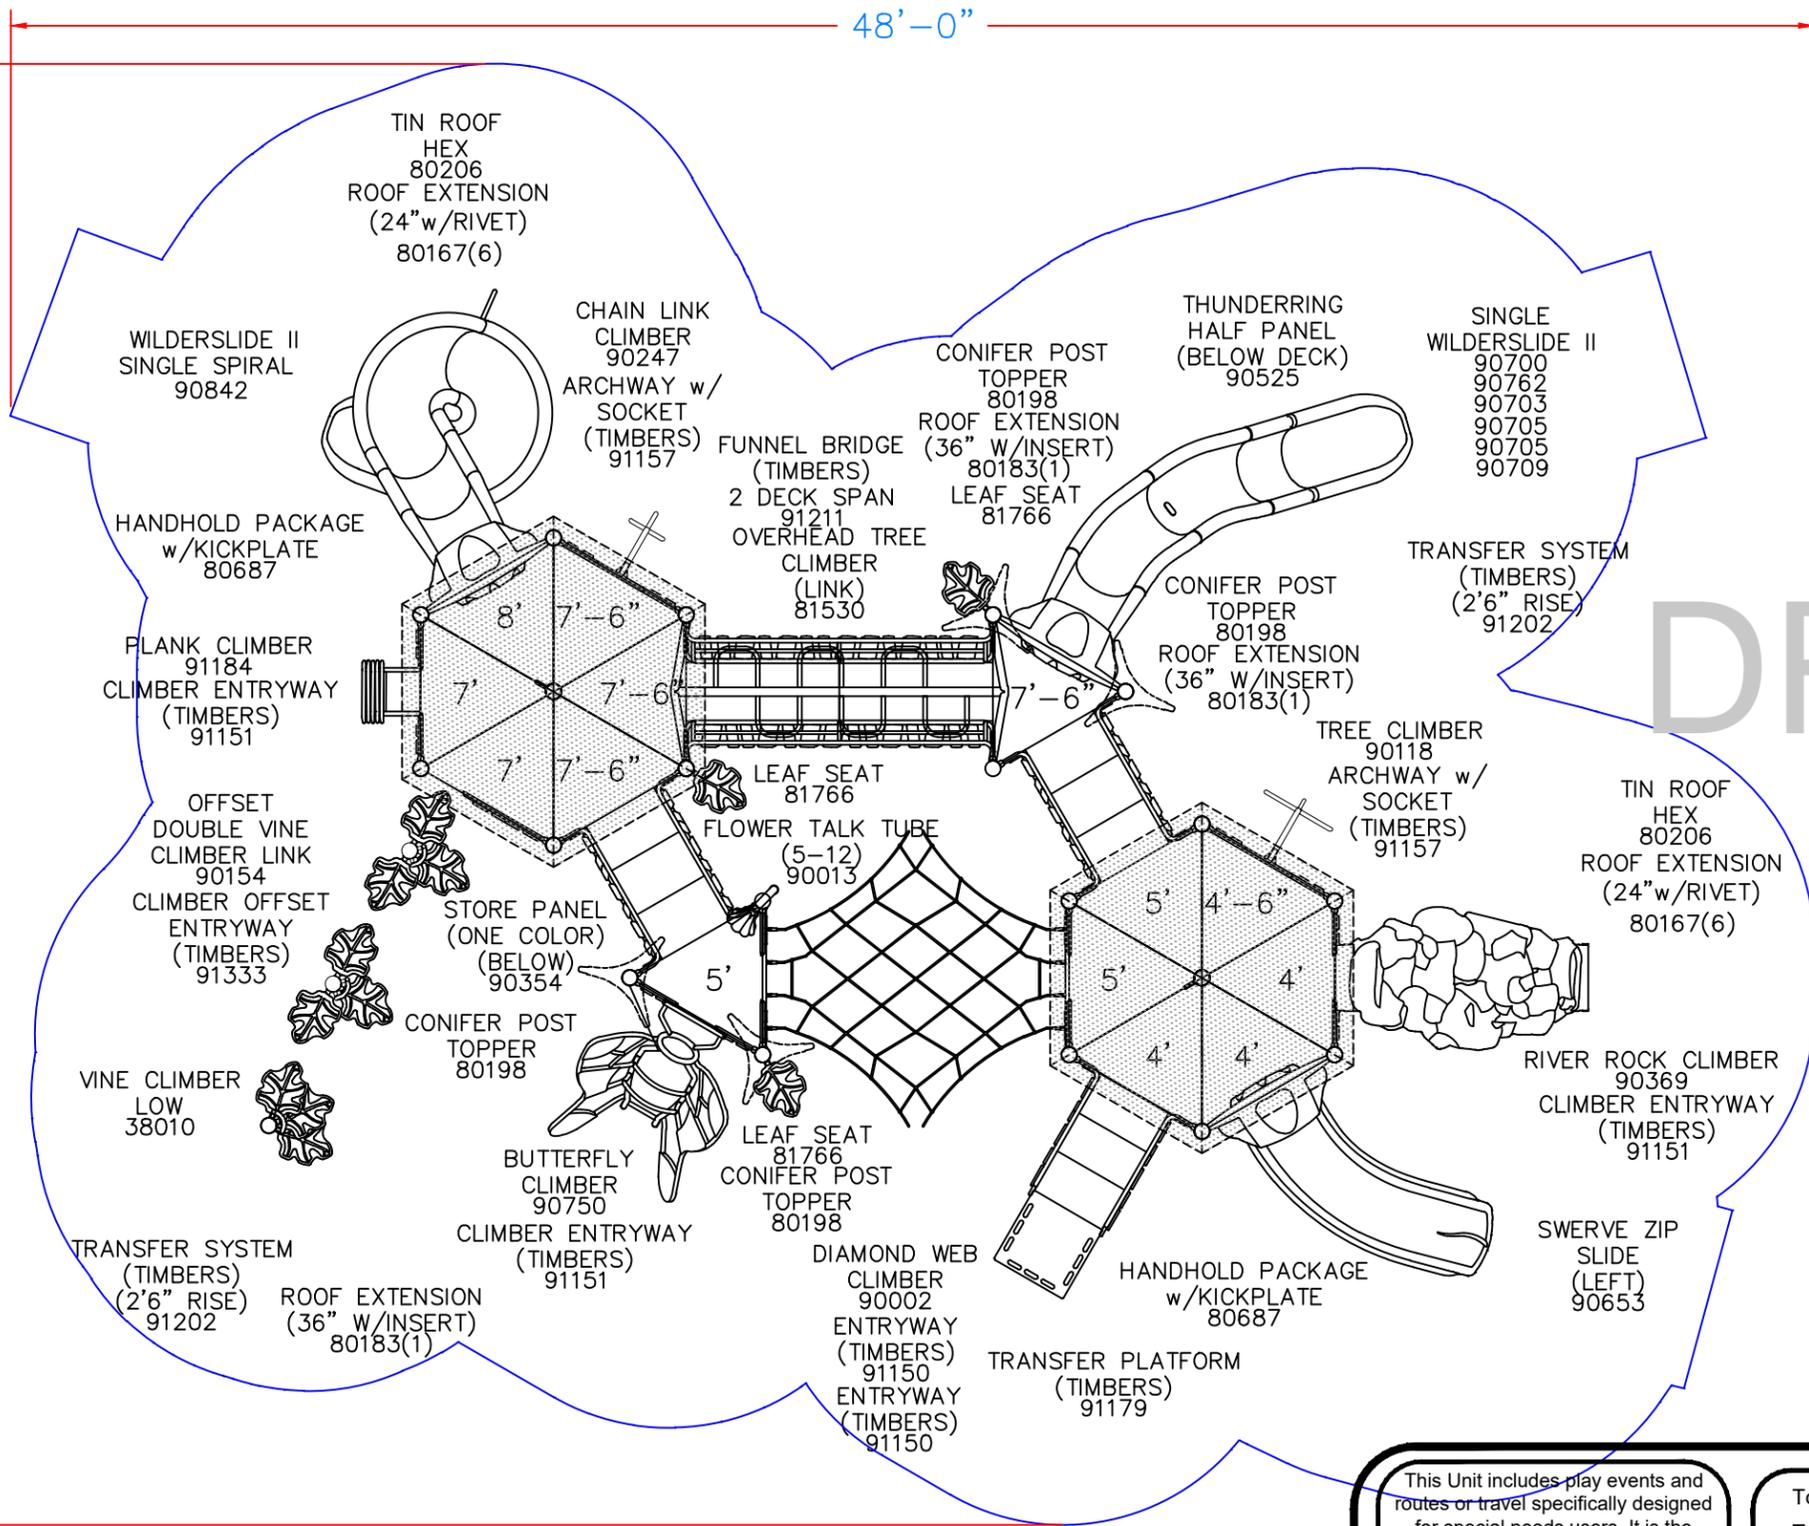 48'-0"
TIN ROOF
HEX
80206
ROOF EXTENSION
(24"w/RIVET)
80167(6)
WILDERSLIDE II
SINGLE SPIRAL
90842
CHAIN LINK
CLIMBER
90247
ARCHWAY w/
SOCKET
(TIMBERS)
91157
FUNNEL BRIDGE
(TIMBERS)
2 DECK SPAN
91211
OVERHEAD TREE
CLIMBER
(LINK)
81530
CONIFER POST
TOPPER
80198
ROOF EXTENSION
(36" W/INSERT)
80183(1)
LEAF SEAT
81766
THUNDERRING
HALF PANEL
(BELOW DECK)
90525
SINGLE
WILDERSLIDE II
90700
90762
90703
90705
90705
90709
HANDHOLD PACKAGE
w/KICKPLATE
80687
TRANSFER SYSTEM
(TIMBERS)
(2'6" RISE)
91202
CONIFER POST
TOPPER
80198
ROOF EXTENSION
(36" W/INSERT)
80183(1)
PLANK CLIMBER
91184
CLIMBER ENTRYWAY
(TIMBERS)
91151
8'
7'-6"
7'
7'-6"
7'
7'-6"
7'-6"
TREE CLIMBER
90118
ARCHWAY w/
SOCKET
(TIMBERS)
91157
TIN ROOF
HEX
80206
ROOF EXTENSION
(24"w/RIVET)
80167(6)
OFFSET
DOUBLE VINE
CLIMBER LINK
90154
CLIMBER OFFSET
ENTRYWAY
(TIMBERS)
91333
LEAF SEAT
81766
FLOWER TALK TUBE
(5-12)
90013
STORE PANEL
(ONE COLOR)
(BELOW)
90354
5'
5'
4'-6"
5'
4'
4'
4'
CONIFER POST
TOPPER
80198
VINE CLIMBER
LOW
38010
RIVER ROCK CLIMBER
90369
CLIMBER ENTRYWAY
(TIMBERS)
91151
BUTTERFLY
CLIMBER
90750
CLIMBER ENTRYWAY
(TIMBERS)
91151
LEAF SEAT
81766
CONIFER POST
TOPPER
80198
TRANSFER SYSTEM
(TIMBERS)
(2'6" RISE)
91202
ROOF EXTENSION
(36" W/INSERT)
80183(1)
DIAMOND WEB
CLIMBER
90002
ENTRYWAY
(TIMBERS)
91150
ENTRYWAY
(TIMBERS)
91150
HANDHOLD PACKAGE
w/KICKPLATE
80687
SWERVE ZIP
SLIDE
(LEFT)
90653
TRANSFER PLATFORM
(TIMBERS)
91179
This Unit includes play events and
routes or travel specifically designed
for special needs users. It is the